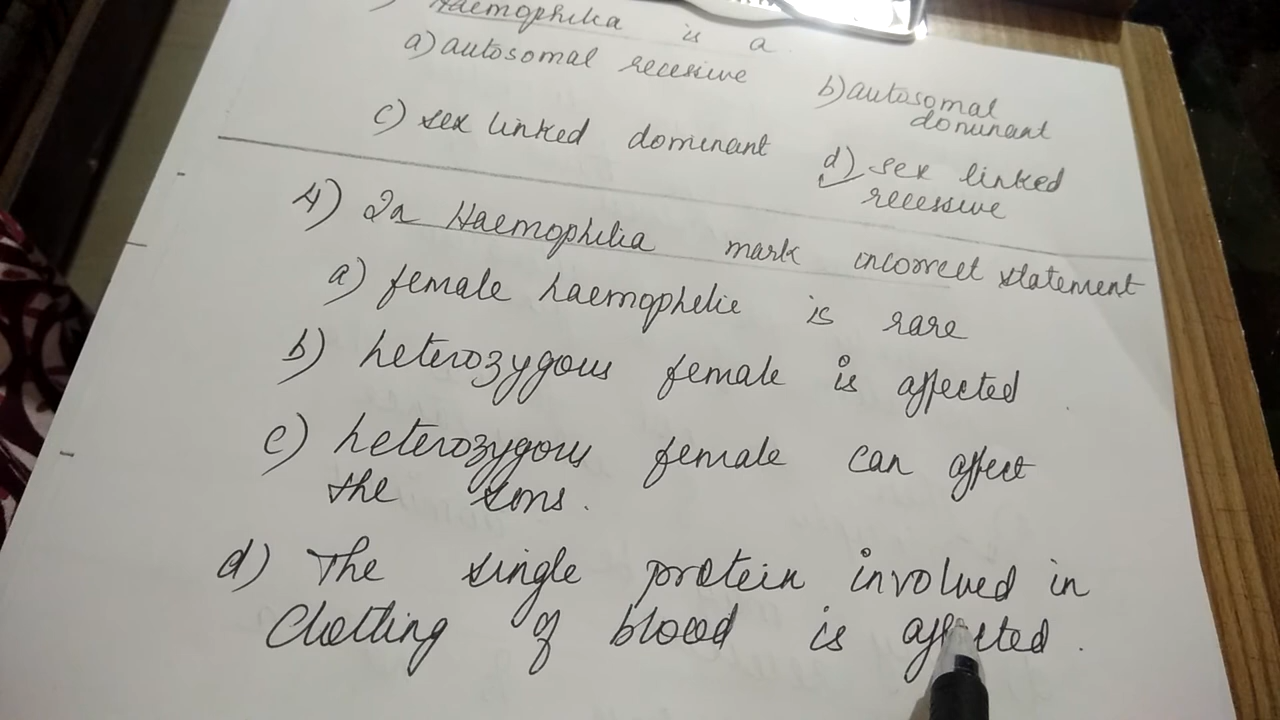 Haemophilia is a
a) autosomal recessive
b) autosomal
dominant
c) sex linked dominant
d) sex linked
recessive
4) In Haemophilia mark incorrect statement
a) female haemophilic is rare
b) heterozygous female is affected
c) heterozygous female can affect
the sons.
d) The single protein involved in
Clotting of blood is affected.